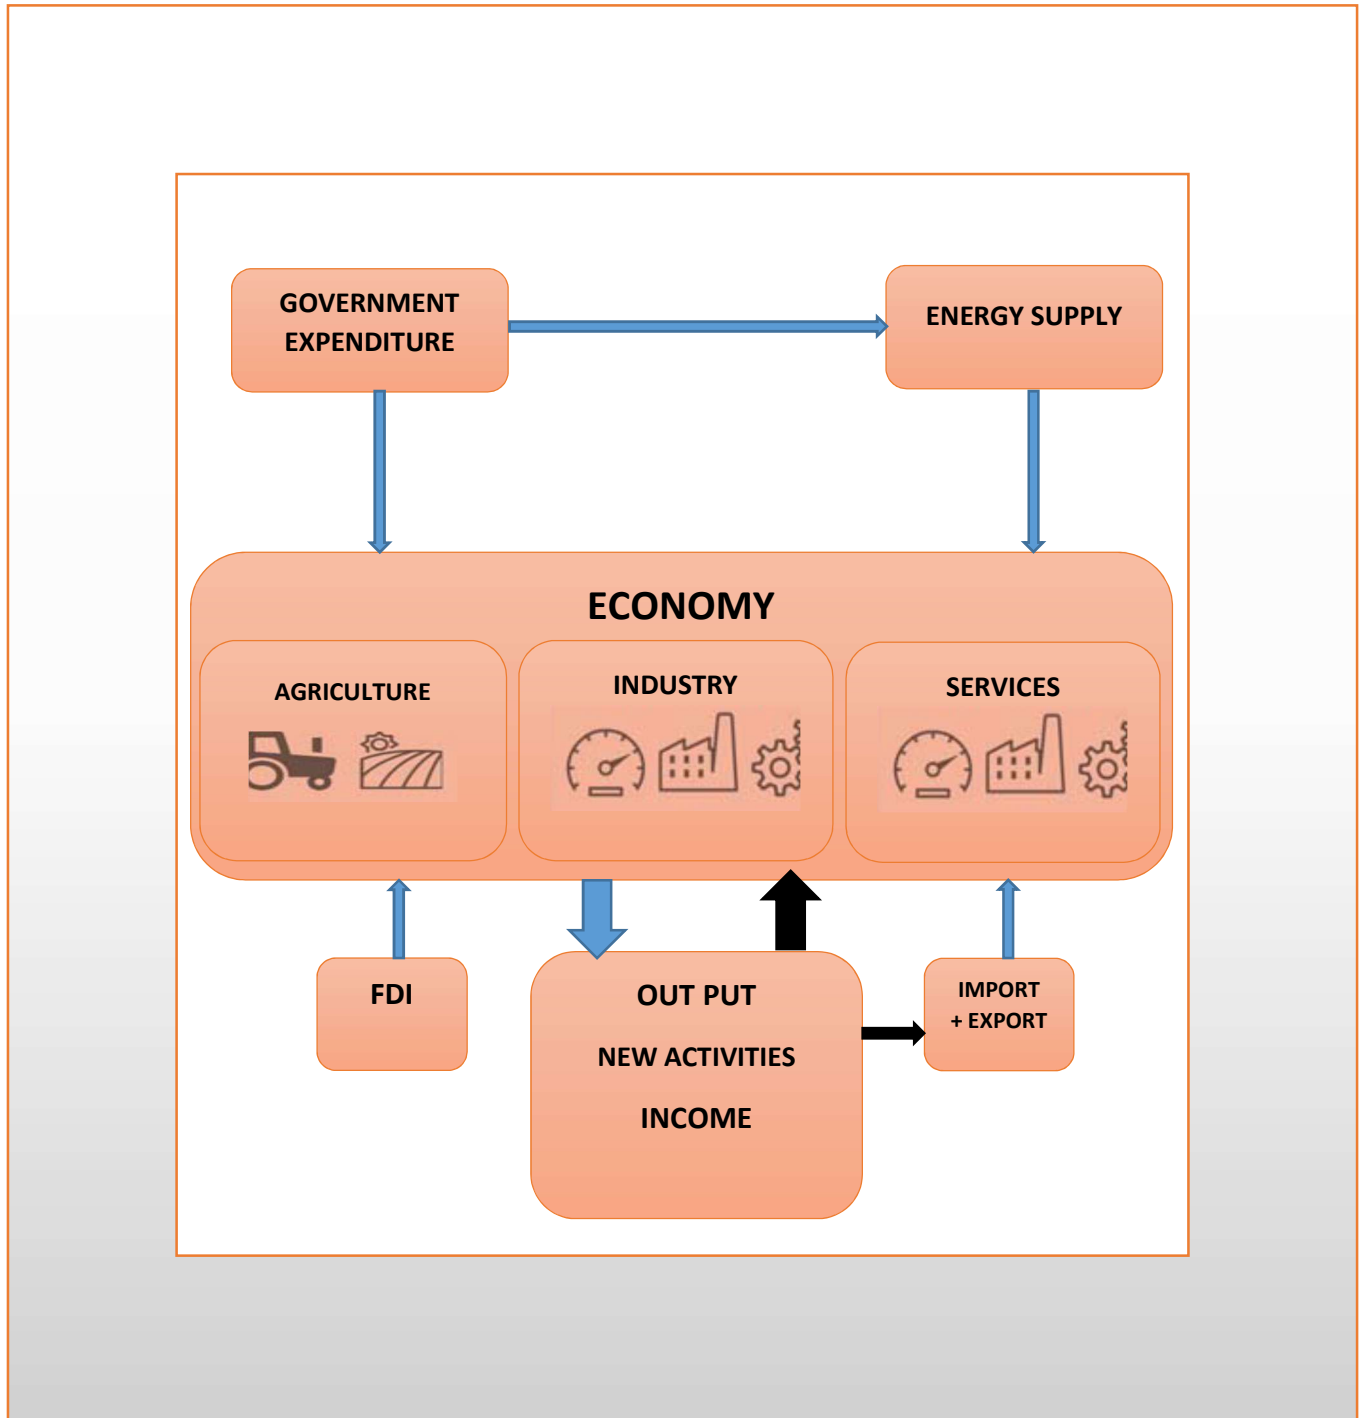 GOVERNMENT
EXPENDITURE
ENERGY SUPPLY
ECONOMY
AGRICULTURE
INDUSTRY
SERVICES
FDI
OUT PUT
NEW ACTIVITIES
INCOME
IMPORT
+ EXPORT